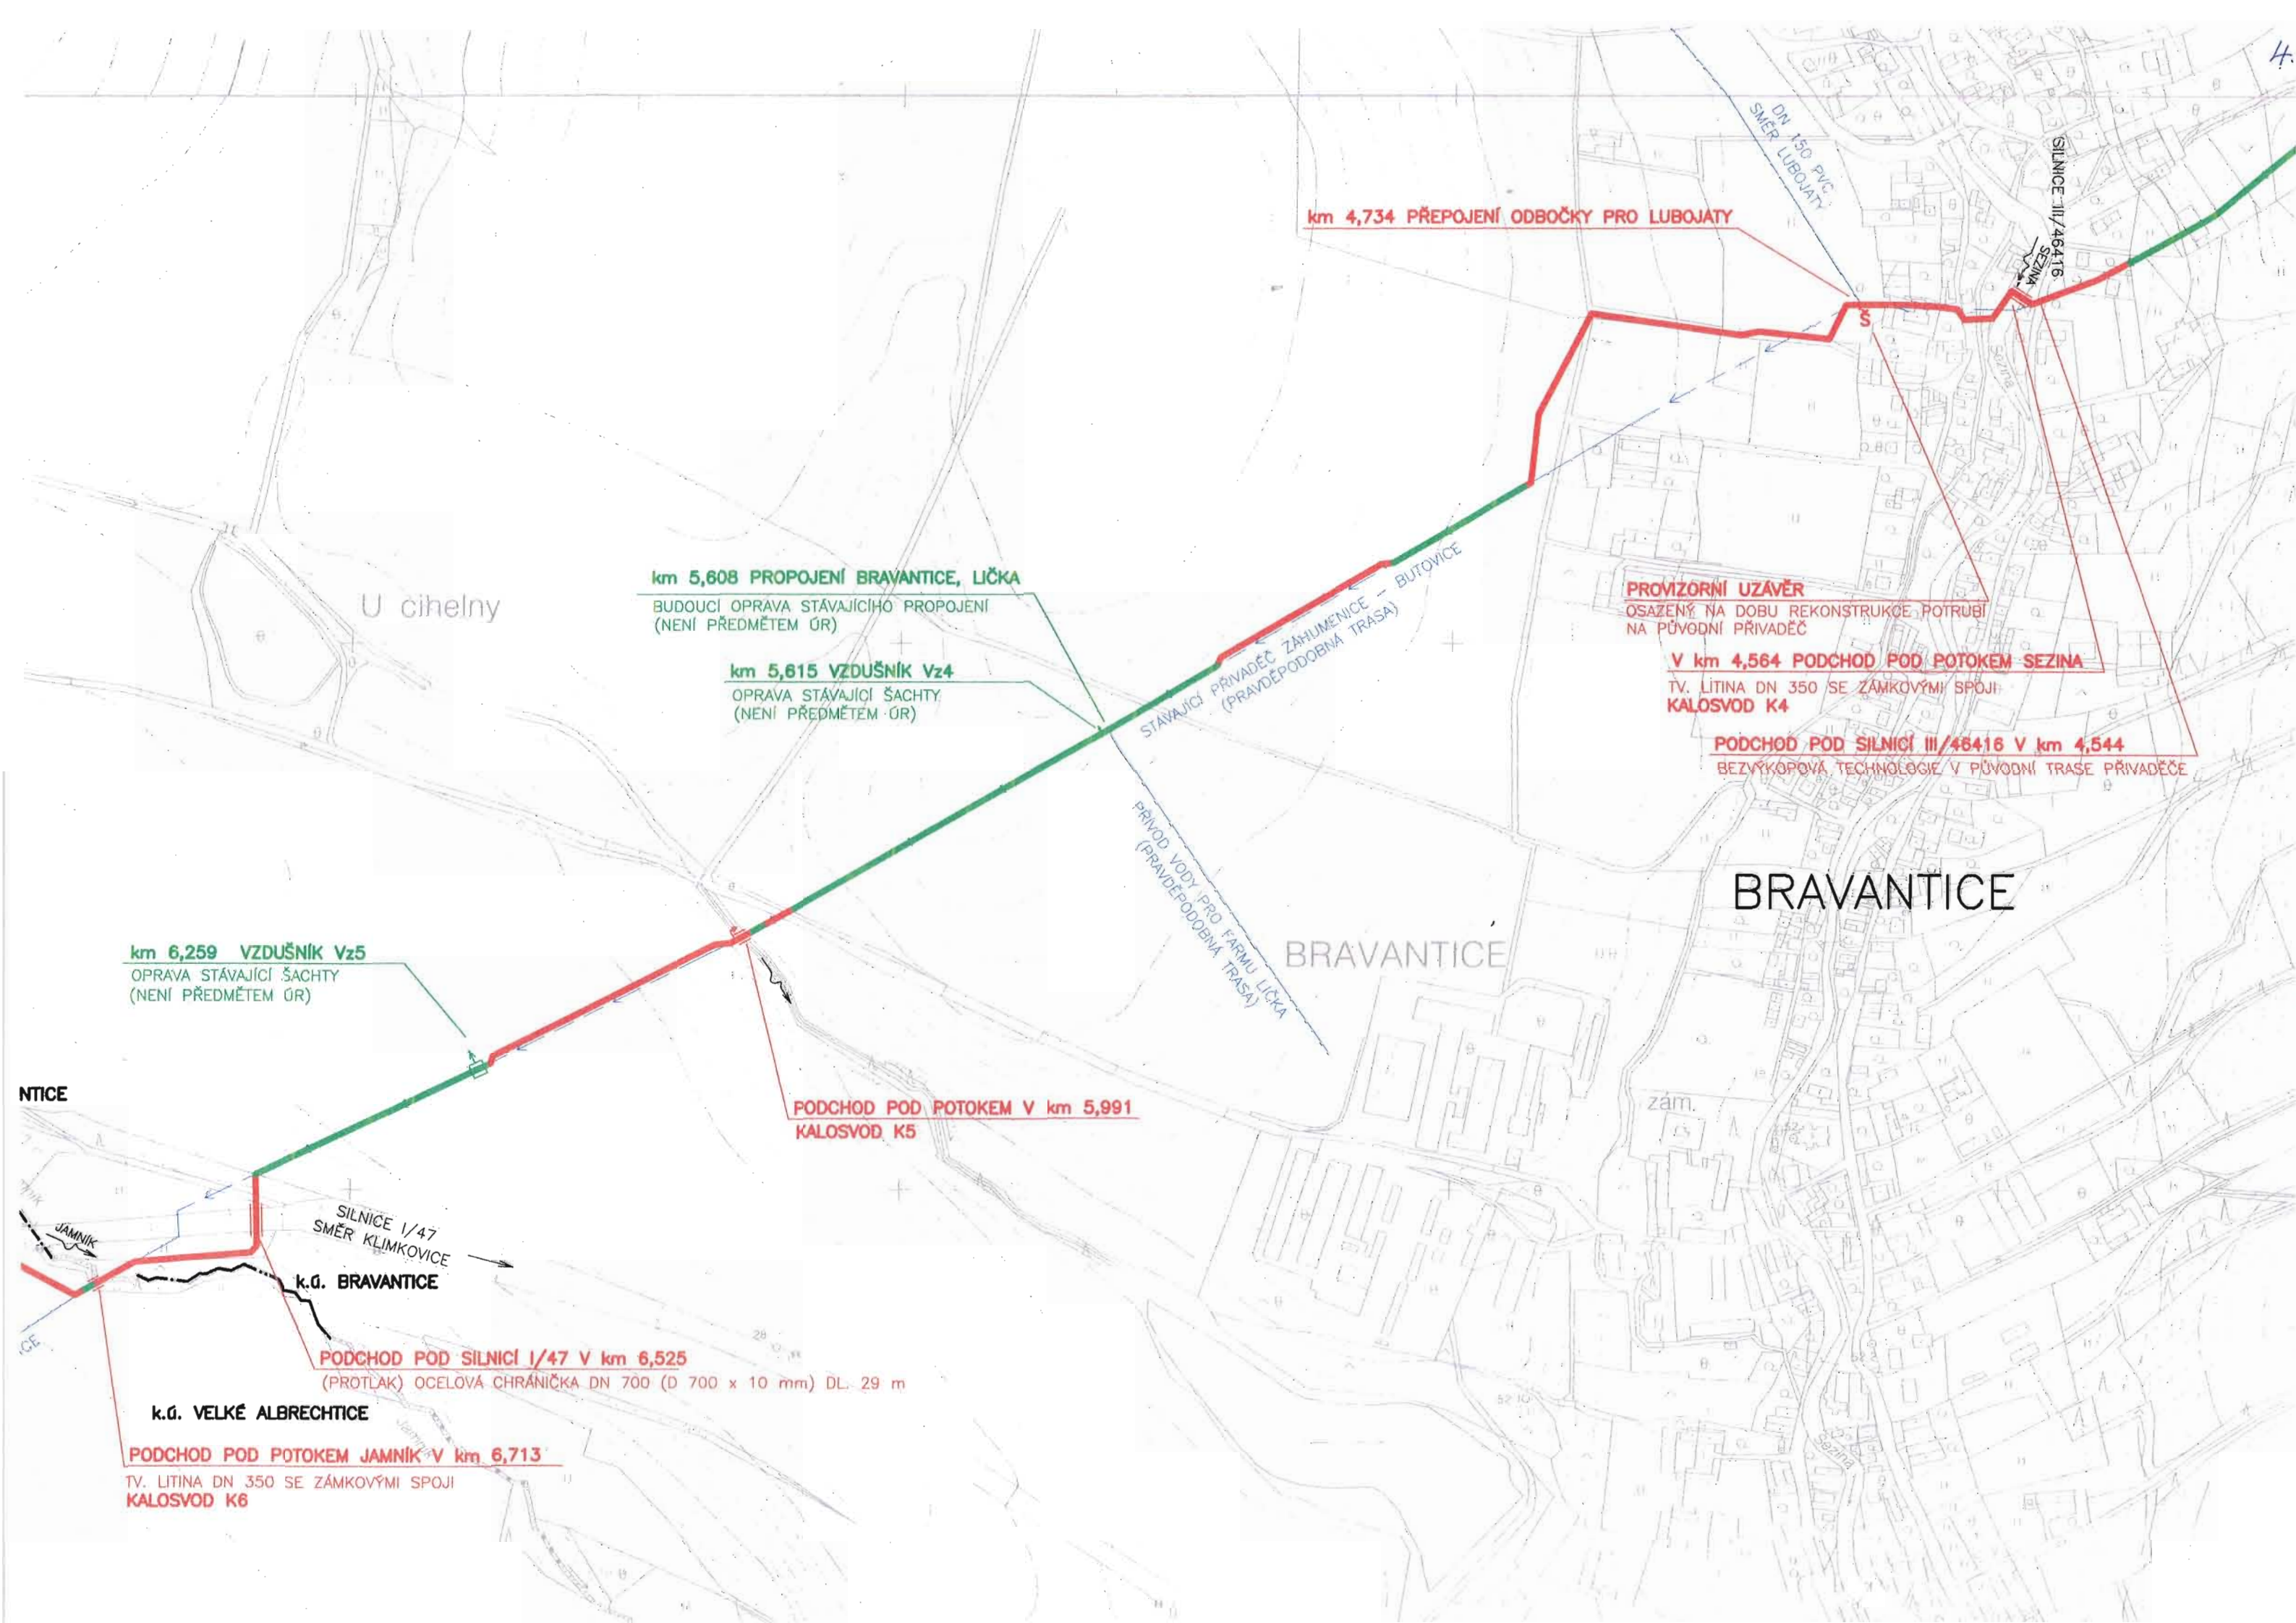 4.
DN 150 PVC
SMĚR LUBOJATY
SILNICE III/46416
SEZINA
km 4,734 PŘEPOJENÍ ODBOČKY PRO LUBOJATY
Š
Sezina
km 5,608 PROPOJENÍ BRAVANTICE, LIČKA
BUDOUCÍ OPRAVA STÁVAJÍCÍHO PROPOJENÍ
(NENÍ PŘEDMĚTEM ÚR)
U cihelny
km 5,615 VZDUŠNÍK Vz4
OPRAVA STÁVAJÍCÍ ŠACHTY
(NENÍ PŘEDMĚTEM ÚR)
STÁVAJÍCÍ PŘIVADĚČ ZÁHUMENICE – BUTOVICE
(PRAVDĚPODOBNÁ TRASA)
PROVIZORNÍ UZÁVĚR
OSAZENÝ NA DOBU REKONSTRUKCE POTRUBÍ
NA PŮVODNÍ PŘIVADĚČ
V km 4,564 PODCHOD POD POTOKEM SEZINA
TV. LITINA DN 350 SE ZÁMKOVÝMI SPOJI
KALOSVOD K4
PODCHOD POD SILNICÍ III/46416 V km 4,544
BEZVÝKOPOVÁ TECHNOLOGIE V PŮVODNÍ TRASE PŘIVADĚČE
PŘÍVOD VODY PRO FARMU LIČKA
(PRAVDĚPODOBNÁ TRASA)
BRAVANTICE
BRAVANTICE
km 6,259 VZDUŠNÍK Vz5
OPRAVA STÁVAJÍCÍ ŠACHTY
(NENÍ PŘEDMĚTEM ÚR)
NTICE
PODCHOD POD POTOKEM V km 5,991
KALOSVOD K5
zám.
JAMNÍK
SILNICE I/47
SMĚR KLIMKOVICE
k.ú. BRAVANTICE
CE
28
PODCHOD POD SILNICÍ I/47 V km 6,525
(PROTLAK) OCELOVÁ CHRÁNIČKA DN 700 (D 700 x 10 mm) DL. 29 m
k.ú. VELKÉ ALBRECHTICE
PODCHOD POD POTOKEM JAMNÍK V km 6,713
TV. LITINA DN 350 SE ZÁMKOVÝMI SPOJI
KALOSVOD K6
Jamník
Sezina